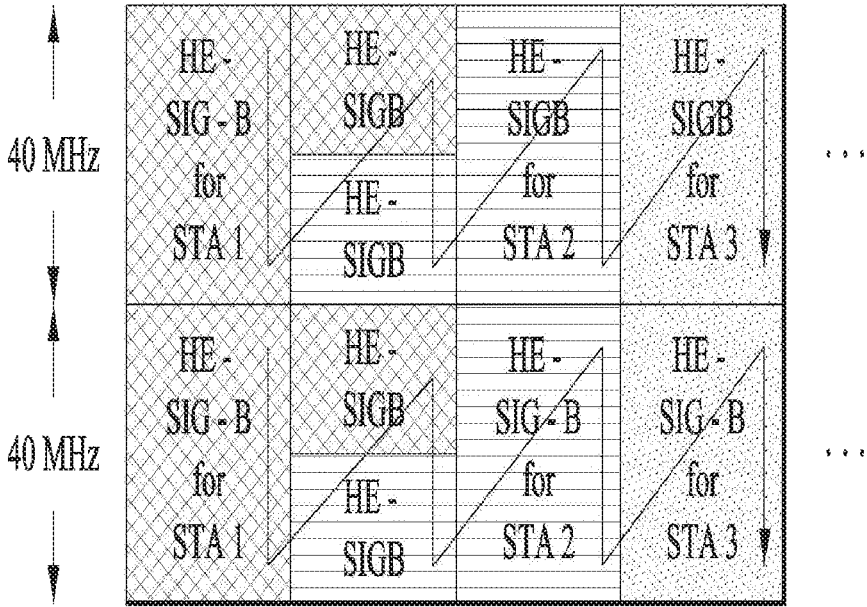 40 MHz
HE -
SIG - B
for
STA 1
HE -
SIGB
HE -
SIGB
HE -
SIGB
for
STA 2
HE -
SIGB
for
STA 3
. . .
40 MHz
HE -
SIG - B
for
STA 1
HE -
SIGB
HE -
SIGB
HE -
SIG - B
for
STA 2
HE -
SIG - B
for
STA 3
. . .